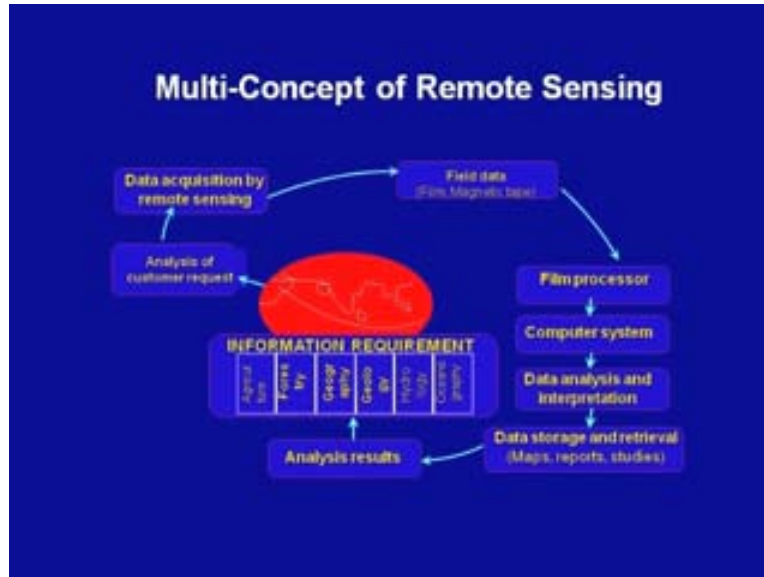 Multi-Concept of Remote Sensing
Data acquisition by
remote sensing
Field data
(Film, Magnetic tape)
Analysis of
customer request
Film processor
Computer system
Data analysis and
interpretation
Data storage and retrieval
(Maps, reports, studies)
Analysis results
INFORMATION REQUIREMENT
Agricul
ture
Fores
try
Geogr
aphy
Geolo
gy
Hydro
logy
Oceano
graphy